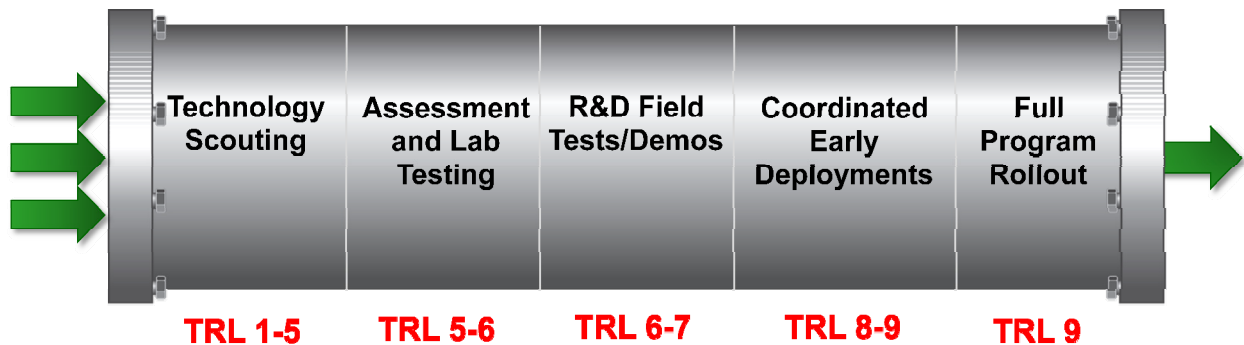 Technology
Scouting
Assessment
and Lab
Testing
R&D Field
Tests/Demos
Coordinated
Early
Deployments
Full
Program
Rollout
TRL 1-5
TRL 5-6
TRL 6-7
TRL 8-9
TRL 9